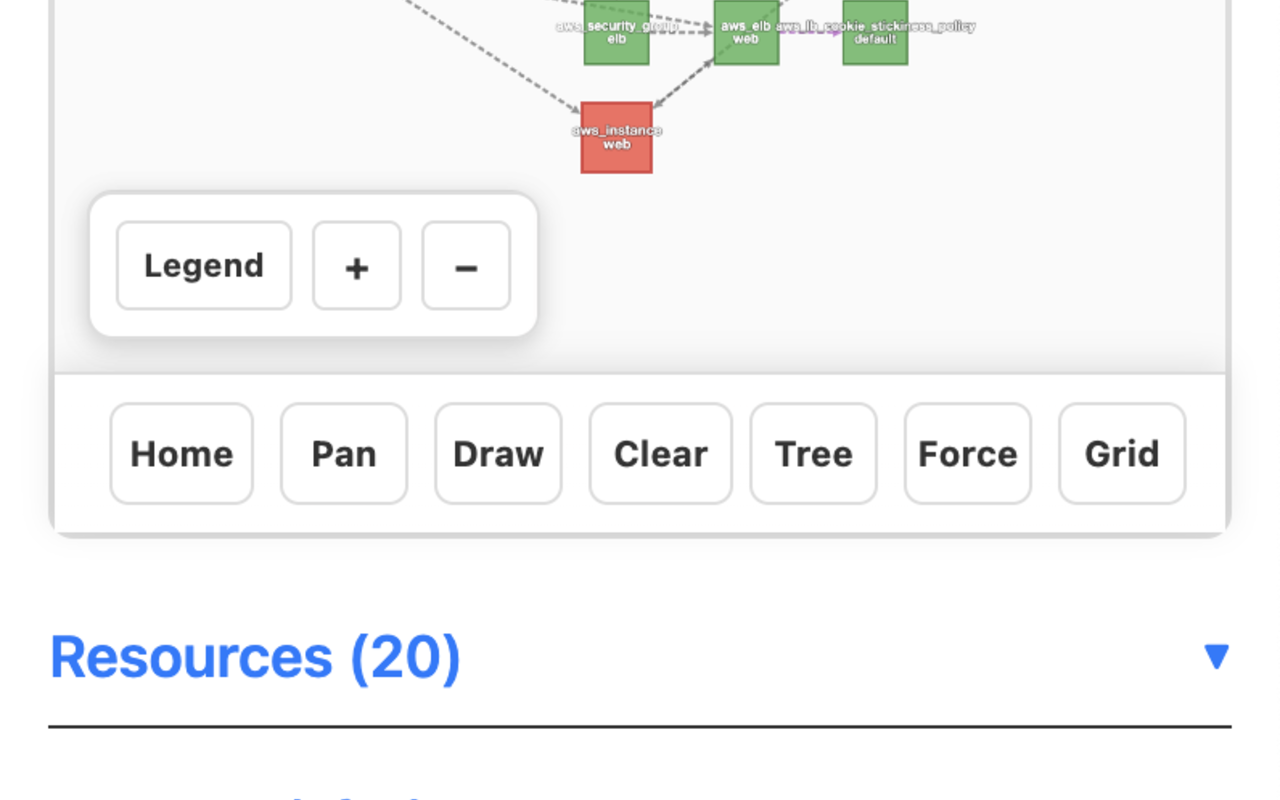 aws_security_group
elb
aws_elb
web
aws_lb_cookie_stickiness_policy
default
aws_instance
web
Legend
+
−
Home
Pan
Draw
Clear
Tree
Force
Grid
Resources (20)
▼